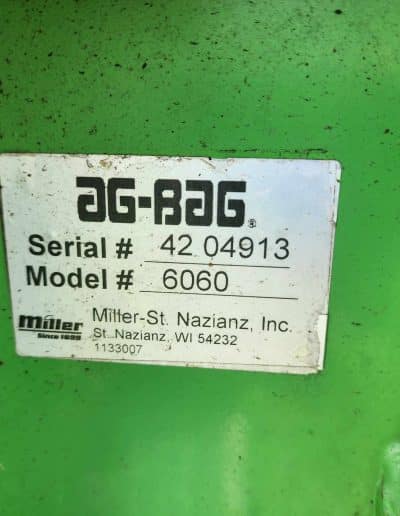 AG-BAG®
Serial # 42 04913
Model # 6060
Miller Miller-St. Nazianz, Inc.
Since 1899 St. Nazianz, WI 54232
1133007